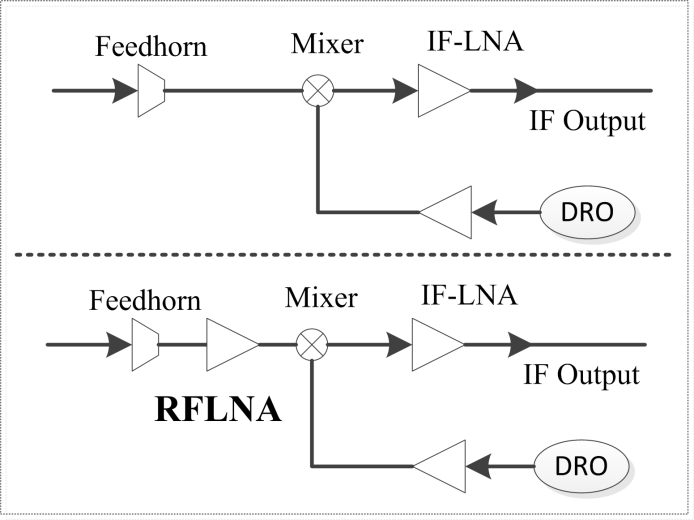 Feedhorn
Mixer
IF-LNA
IF Output
DRO
Feedhorn
Mixer
IF-LNA
RFLNA
IF Output
DRO